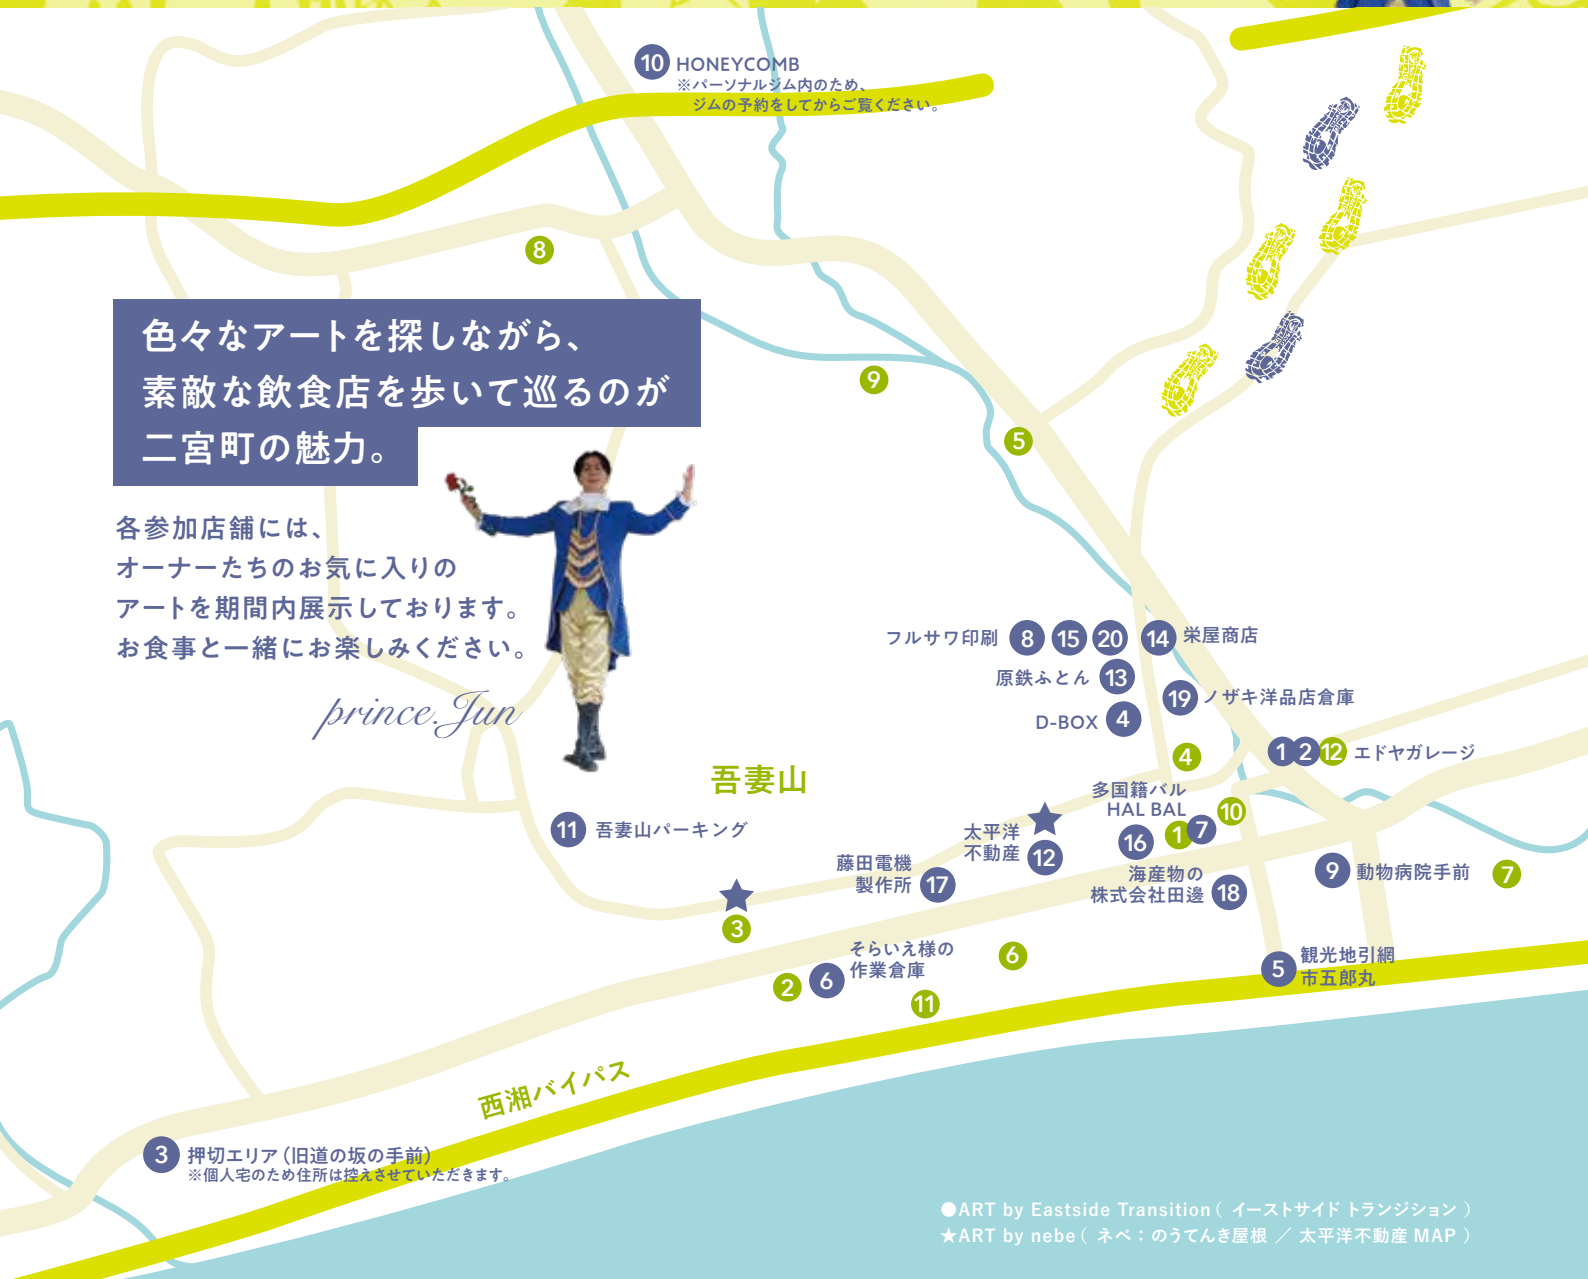 10 HONEYCOMB
※パーソナルジム内のため、
ジムの予約をしてからご覧ください。
8
色々なアートを探しながら、
素敵な飲食店を歩いて巡るのが
二宮町の魅力。
9
5
各参加店舗には、
オーナーたちのお気に入りの
アートを期間内展示しております。
お食事と一緒にお楽しみください。
prince.Jun
フルサワ印刷 8 15 20 14 栄屋商店
原鉄ふとん 13
19 ノザキ洋品店倉庫
D-BOX 4
4
1 2 12 エドヤガレージ
吾妻山
多国籍バル
HAL BAL
10
1 7
16
11 吾妻山パーキング
太平洋
不動産 12
藤田電機
製作所 17
海産物の
株式会社田邊 18
9 動物病院手前
7
3
そらいえ様の
作業倉庫
2 6
6
11
5 観光地引網
市五郎丸
西湘バイパス
3 押切エリア（旧道の坂の手前）
※個人宅のため住所は控えさせていただきます。
●ART by Eastside Transition（ イーストサイド トランジション ）
★ART by nebe（ ネベ：のうてんき屋根 ／ 太平洋不動産 MAP ）